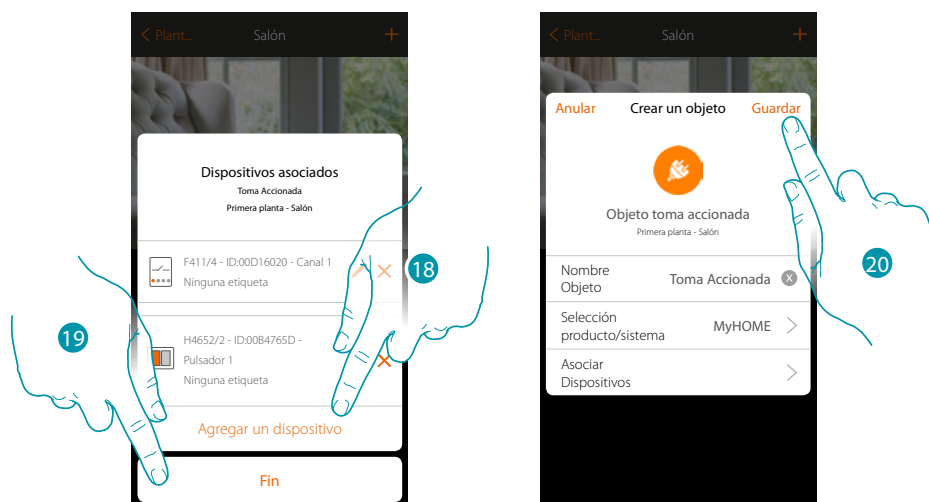 Plant... Salón +
Dispositivos asociados
Toma Accionada
Primera planta - Salón
F411/4 - ID:00D16020 - Canal 1
Ninguna etiqueta
18
H4652/2 - ID:00B4765D -
Pulsador 1
Ninguna etiqueta
19
Agregar un dispositivo
Fin
Plant... Salón +
Anular Crear un objeto Guardar
Objeto toma accionada
Primera planta - Salón
20
Nombre
Objeto
Toma Accionada X
Selección
producto/sistema
MyHOME
Asociar
Dispositivos